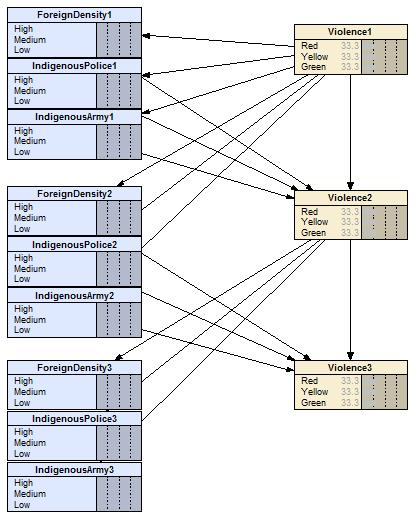 ForeignDensity1
High
Medium
Low
IndigenousPolice1
High
Medium
Low
IndigenousArmy1
High
Medium
Low
Violence1
Red 33.3
Yellow 33.3
Green 33.3
ForeignDensity2
High
Medium
Low
IndigenousPolice2
High
Medium
Low
IndigenousArmy2
High
Medium
Low
Violence2
Red 33.3
Yellow 33.3
Green 33.3
ForeignDensity3
High
Medium
Low
IndigenousPolice3
High
Medium
Low
IndigenousArmy3
High
Medium
Low
Violence3
Red 33.3
Yellow 33.3
Green 33.3